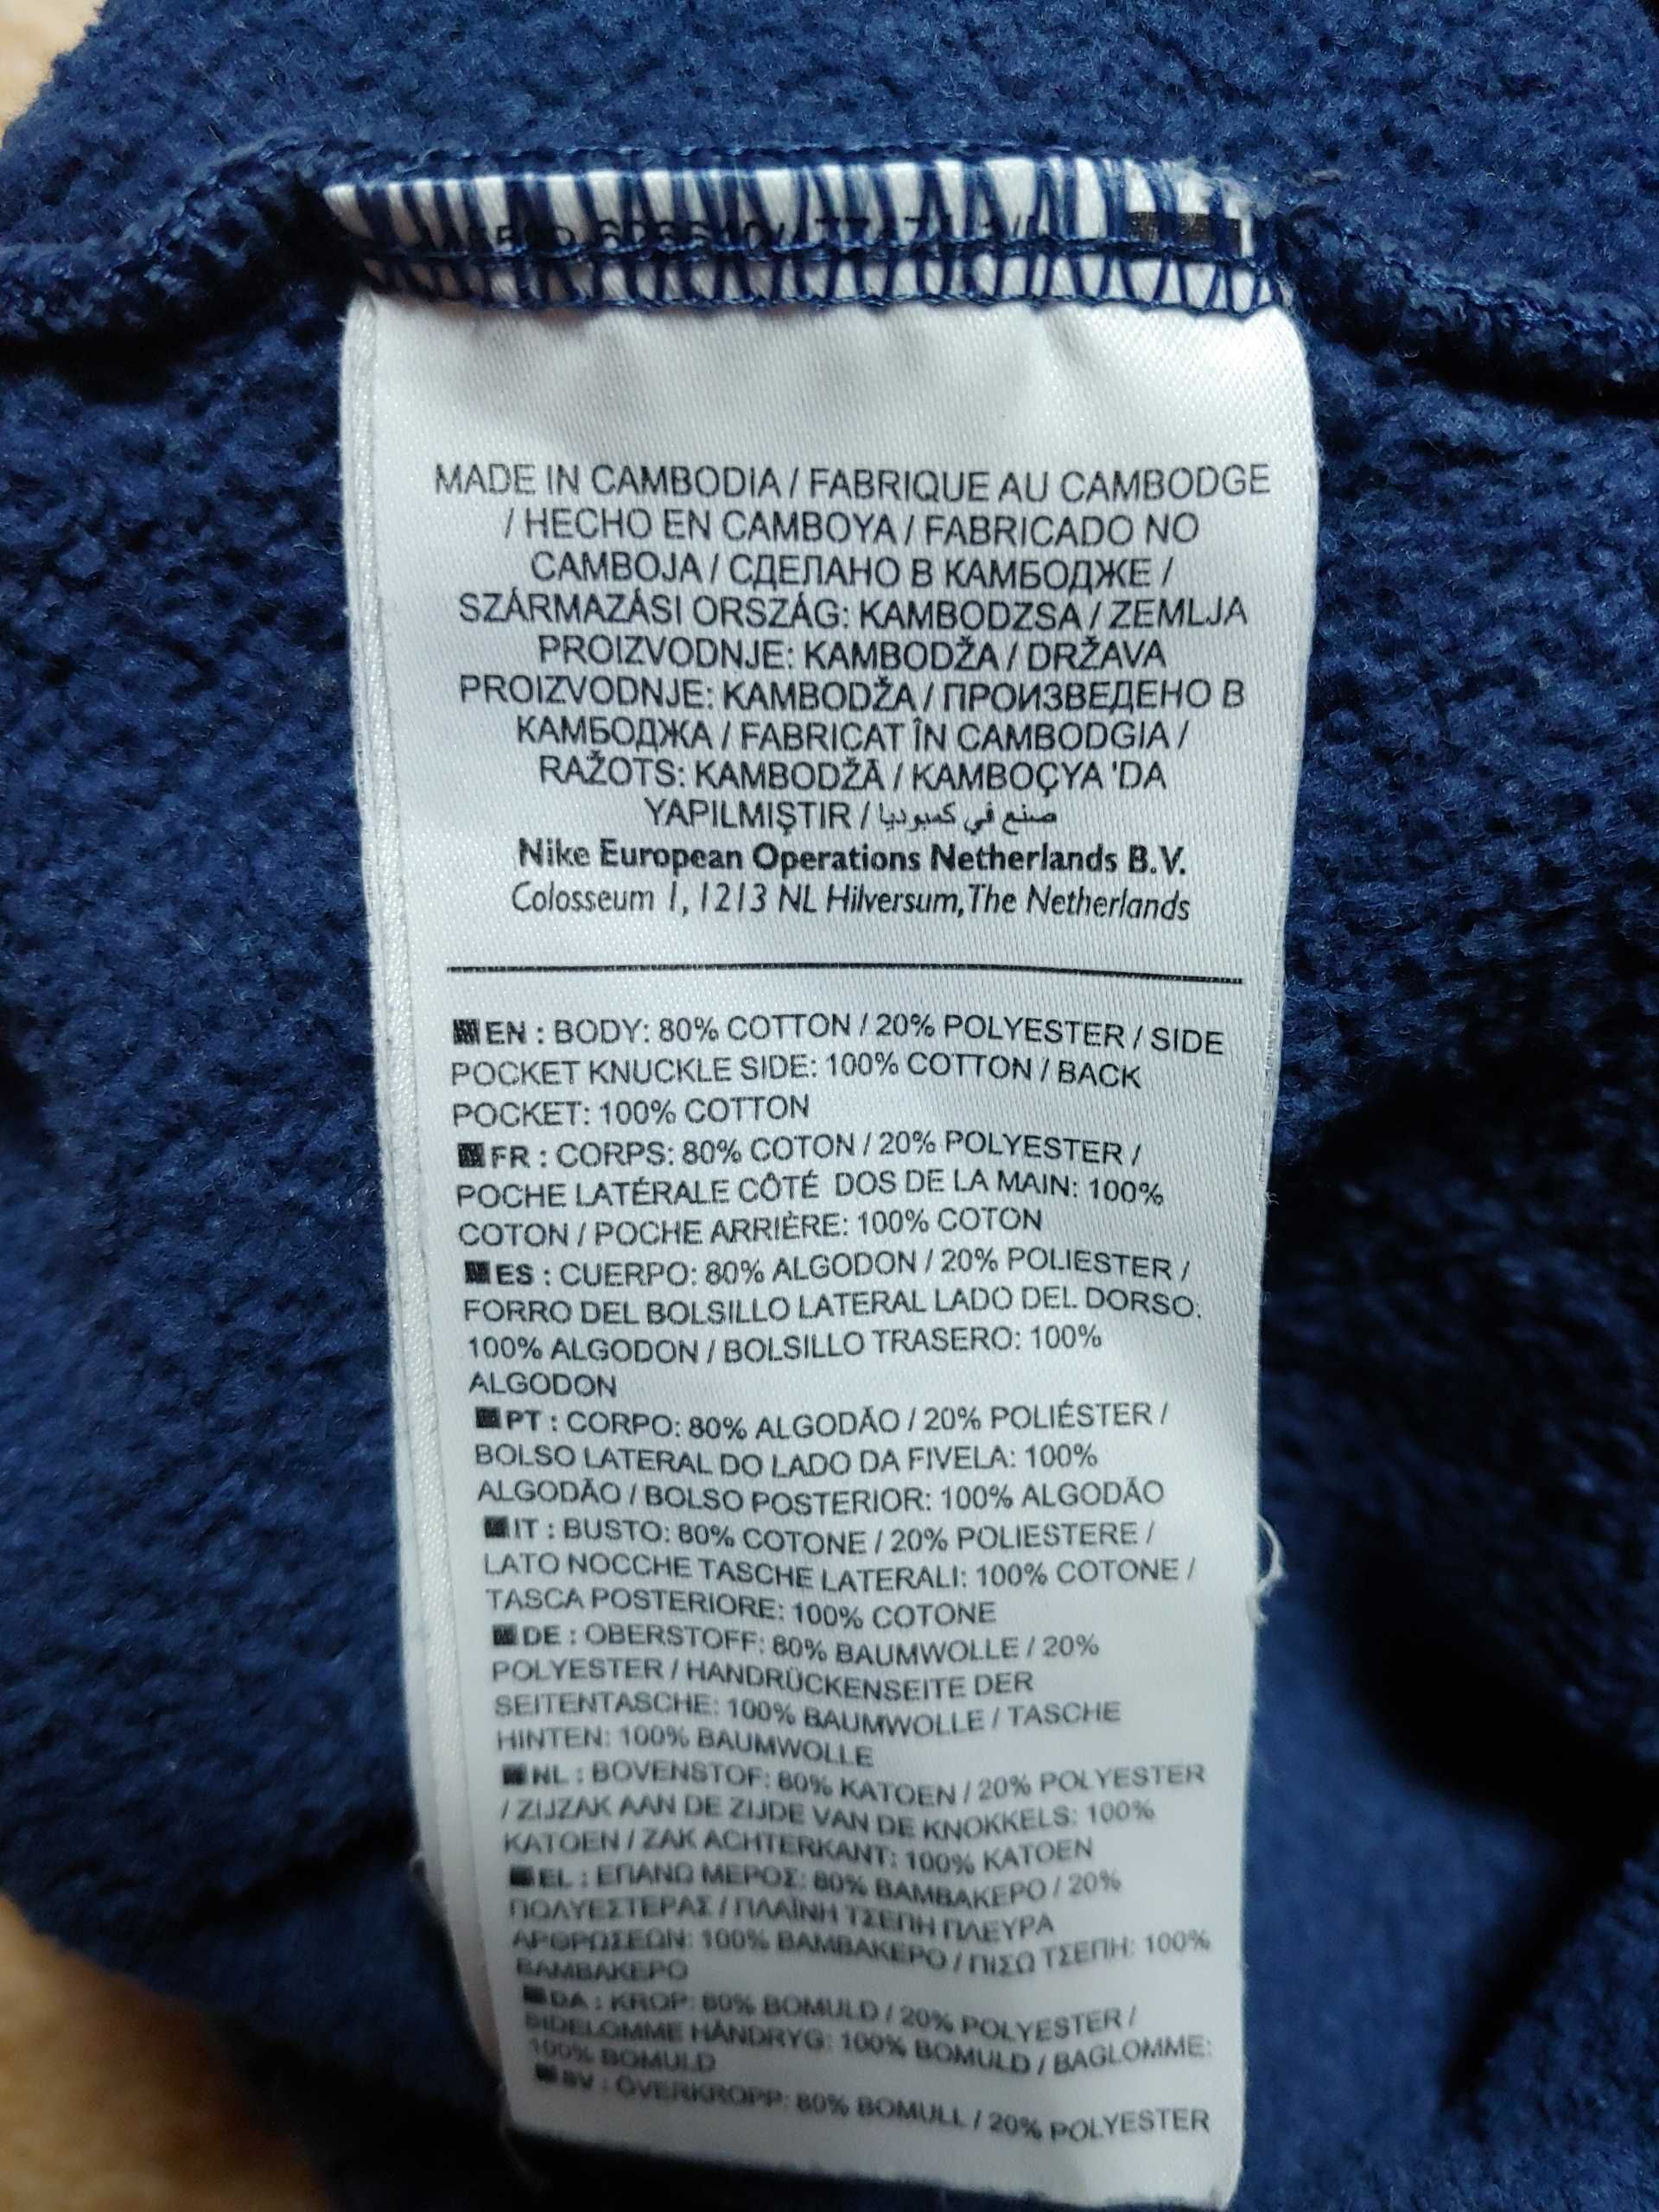 MADE IN CAMBODIA / FABRIQUE AU CAMBODGE
/ HECHO EN CAMBOYA / FABRICADO NO
CAMBOJA / СДЕЛАНО В КАМБОДЖЕ /
SZÁRMAZÁSI ORSZÁG: KAMBODZSA / ZEMLJA
PROIZVODNJE: KAMBODŽA / DRŽAVA
PROIZVODNJE: KAMBODŽA / ПРОИЗВЕДЕНО В
КАМБОДЖА / FABRICAT ÎN CAMBODGIA /
RAŽOTS: KAMBODŽĀ / KAMBOÇYA 'DA
YAPILMIŞTIR / صنع في كمبوديا
Nike European Operations Netherlands B.V.
Colosseum 1, 1213 NL Hilversum, The Netherlands
EN : BODY: 80% COTTON / 20% POLYESTER / SIDE
POCKET KNUCKLE SIDE: 100% COTTON / BACK
POCKET: 100% COTTON
FR : CORPS: 80% COTON / 20% POLYESTER /
POCHE LATÉRALE CÔTÉ DOS DE LA MAIN: 100%
COTON / POCHE ARRIÈRE: 100% COTON
ES : CUERPO: 80% ALGODON / 20% POLIESTER /
FORRO DEL BOLSILLO LATERAL LADO DEL DORSO:
100% ALGODON / BOLSILLO TRASERO: 100%
ALGODON
PT : CORPO: 80% ALGODÃO / 20% POLIÉSTER /
BOLSO LATERAL DO LADO DA FIVELA: 100%
ALGODÃO / BOLSO POSTERIOR: 100% ALGODÃO
IT : BUSTO: 80% COTONE / 20% POLIESTERE /
LATO NOCCHE TASCHE LATERALI: 100% COTONE /
TASCA POSTERIORE: 100% COTONE
DE : OBERSTOFF: 80% BAUMWOLLE / 20%
POLYESTER / HANDRÜCKENSEITE DER
SEITENTASCHE: 100% BAUMWOLLE / TASCHE
HINTEN: 100% BAUMWOLLE
NL : BOVENSTOF: 80% KATOEN / 20% POLYESTER
/ ZIJZAK AAN DE ZIJDE VAN DE KNOKKELS: 100%
KATOEN / ZAK ACHTERKANT: 100% KATOEN
EL : ΕΠΑΝΩ ΜΕΡΟΣ: 80% ΒΑΜΒΑΚΕΡΟ / 20%
ΠΟΛΥΕΣΤΕΡΑΣ / ΠΛΑΪΝΗ ΤΣΕΠΗ ΠΛΕΥΡΑ
ΑΡΘΡΩΣΕΩΝ: 100% ΒΑΜΒΑΚΕΡΟ / ΠΙΣΩ ΤΣΕΠΗ: 100%
ΒΑΜΒΑΚΕΡΟ
DA : KROP: 80% BOMULD / 20% POLYESTER /
SIDELOMME HÅNDRYG: 100% BOMULD / BAGLOMME:
100% BOMULD
SV : ÖVERKROPP: 80% BOMULL / 20% POLYESTER